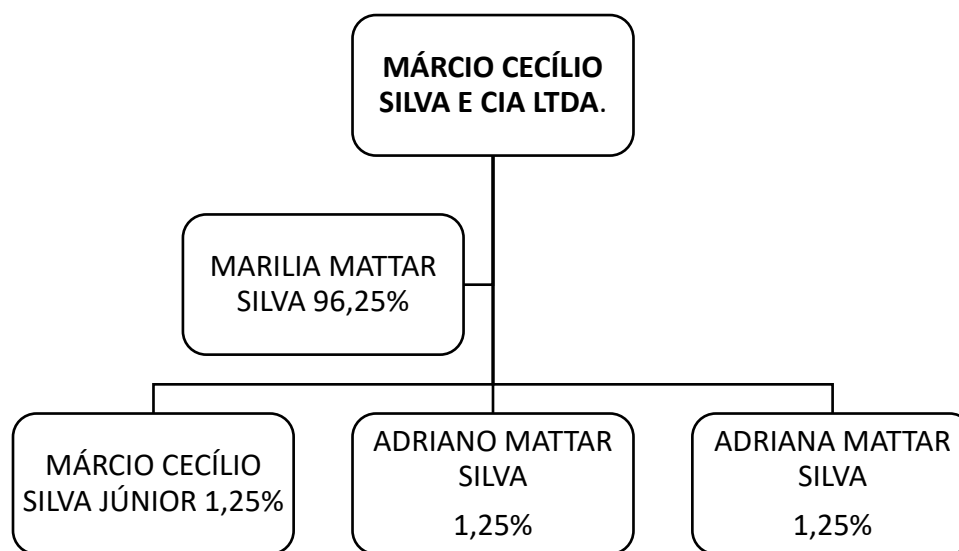 MÁRCIO CECÍLIO
SILVA E CIA LTDA.
MARILIA MATTAR
SILVA 96,25%
MÁRCIO CECÍLIO
SILVA JÚNIOR 1,25%
ADRIANO MATTAR
SILVA
1,25%
ADRIANA MATTAR
SILVA
1,25%